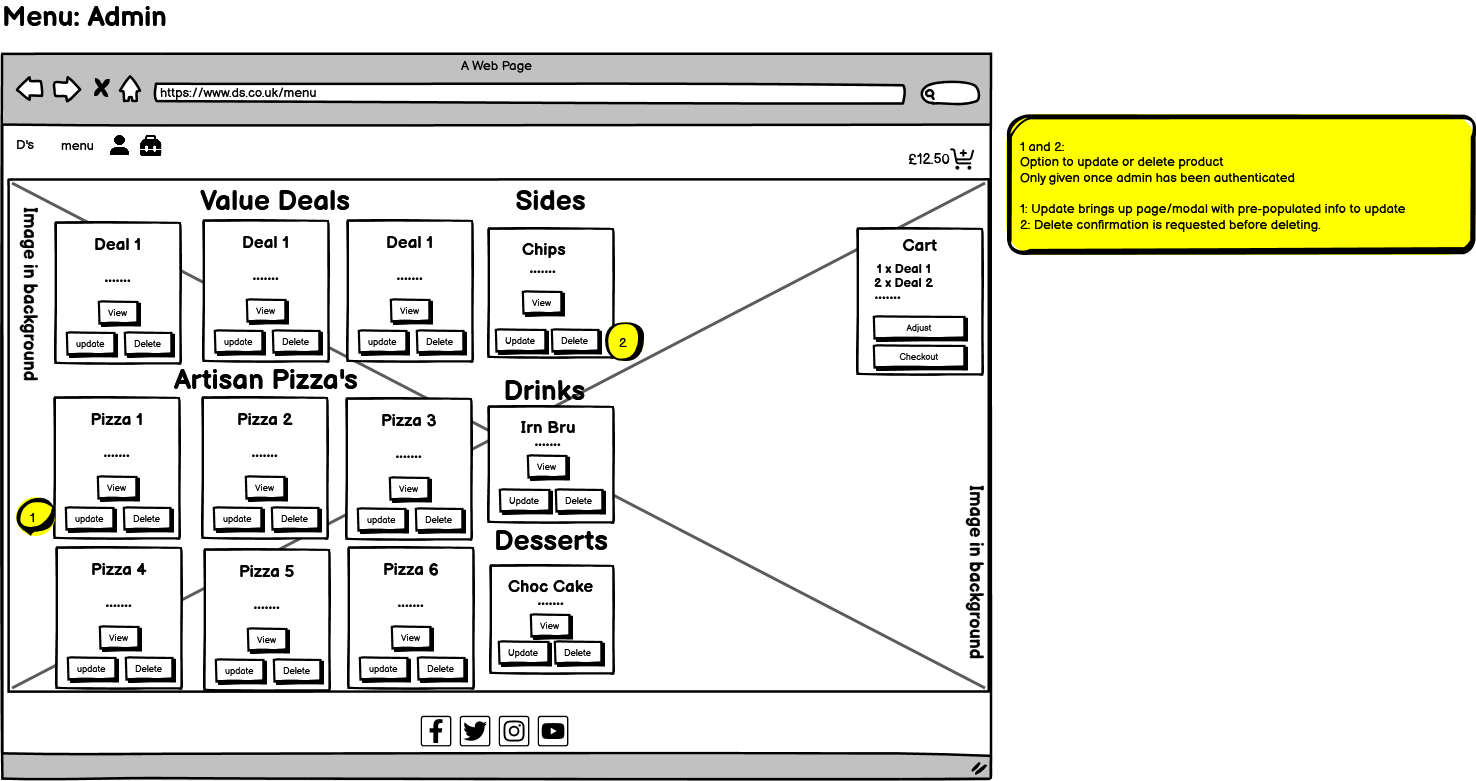 Menu: Admin
A Web Page
https://www.ds.co.uk/menu
D's
menu
£12.50
Image in background
Value Deals
Deal 1
.......
View
update
Delete
Deal 1
.......
View
update
Delete
Deal 1
.......
View
update
Delete
Artisan Pizza's
Pizza 1
.......
View
update
Delete
1
Pizza 2
.......
View
update
Delete
Pizza 3
.......
View
update
Delete
Pizza 4
.......
View
update
Delete
Pizza 5
.......
View
update
Delete
Pizza 6
.......
View
update
Delete
Sides
Chips
.......
View
Update
Delete
2
Drinks
Irn Bru
.......
View
Update
Delete
Desserts
Choc Cake
.......
View
Update
Delete
Cart
1 x Deal 1
2 x Deal 2
.......
Adjust
Checkout
Image in background
1 and 2:
Option to update or delete product
Only given once admin has been authenticated
1: Update brings up page/modal with pre-populated info to update
2: Delete confirmation is requested before deleting.